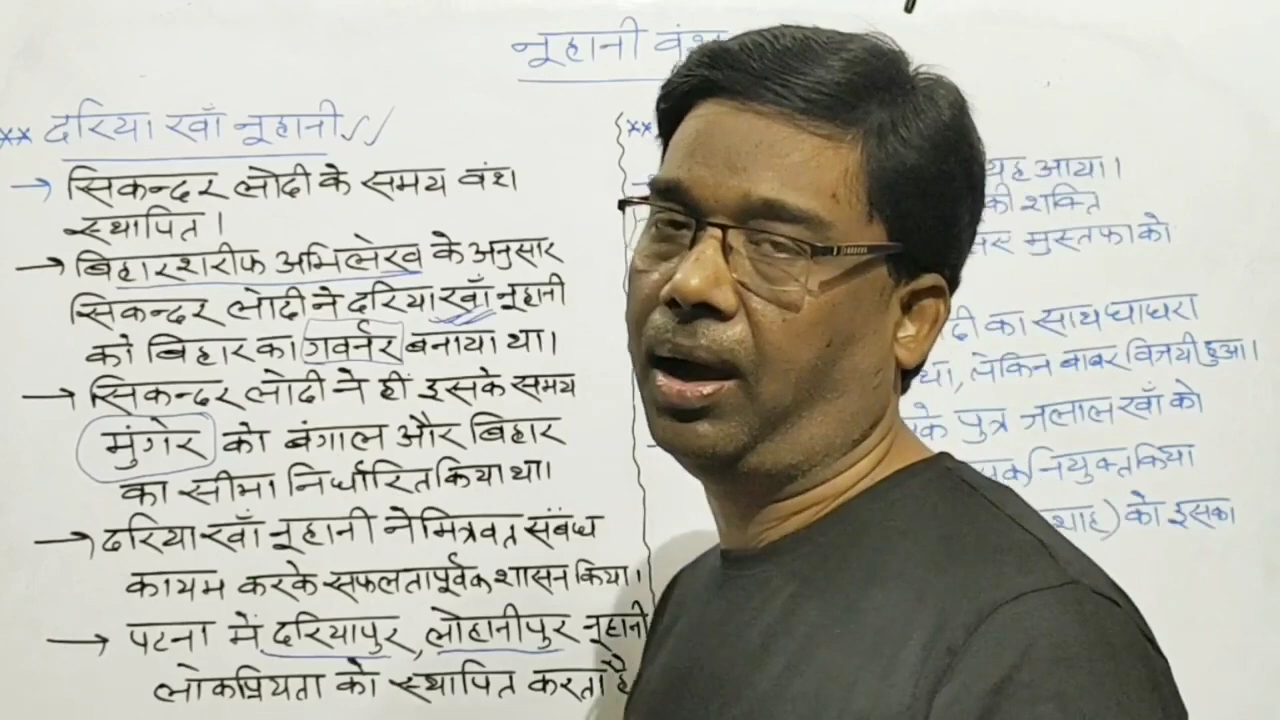 नूहानी वंश
** दरिया खाँ नूहानी
→ सिकन्दर लोदी के समय वंश
स्थापित।
→ बिहारशरीफ अभिलेख के अनुसार
सिकन्दर लोदी ने दरिया खाँ नूहानी
को बिहार का गवर्नर बनाया था।
→ सिकन्दर लोदी ने ही इसके समय
मुंगेर को बंगाल और बिहार
का सीमा निर्धारित किया था।
→ दरिया खाँ नूहानी ने मित्रवत संबंध
कायम करके सफलतापूर्वक शासन किया।
→ पटना में दरियापुर, लोहानीपुर नूहानी
लोकप्रियता को स्थापित करता है
**
यह आया।
की शक्ति
मुस्तफा को
का साथ घाघरा
था, लेकिन बाबर विजयी हुआ।
के पुत्र जलाल खाँ को
नियुक्त किया
शाह) को इसका